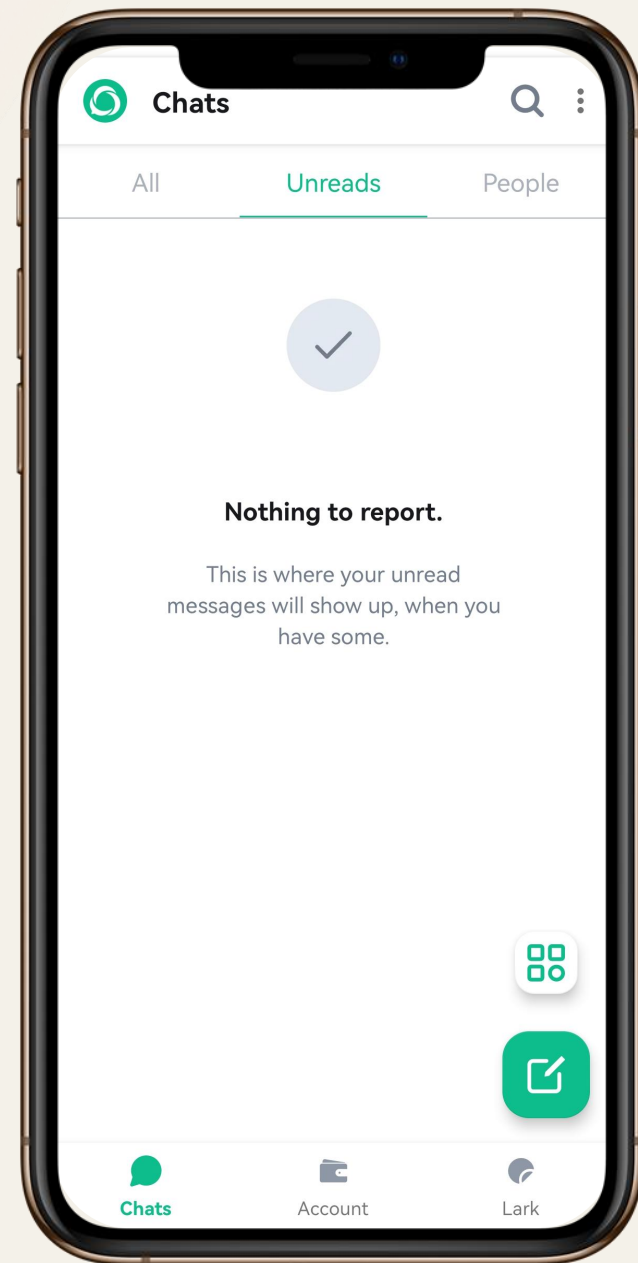 Chats
All Unreads People
Nothing to report.
This is where your unread
messages will show up, when you
have some.
Chats Account Lark